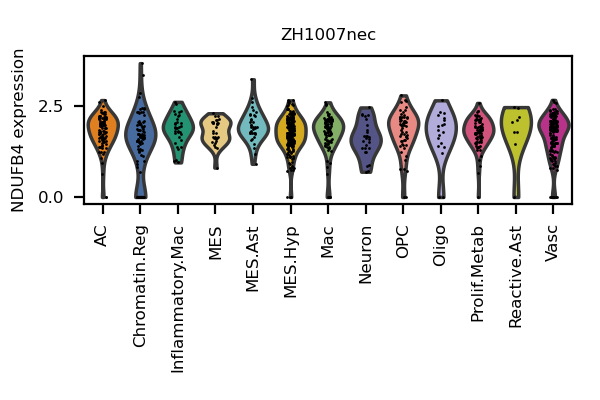 ZH1007nec
NDUFB4 expression
2.5
0.0
AC
Chromatin.Reg
Inflammatory.Mac
MES
MES.Ast
MES.Hyp
Mac
Neuron
OPC
Oligo
Prolif.Metab
Reactive.Ast
Vasc